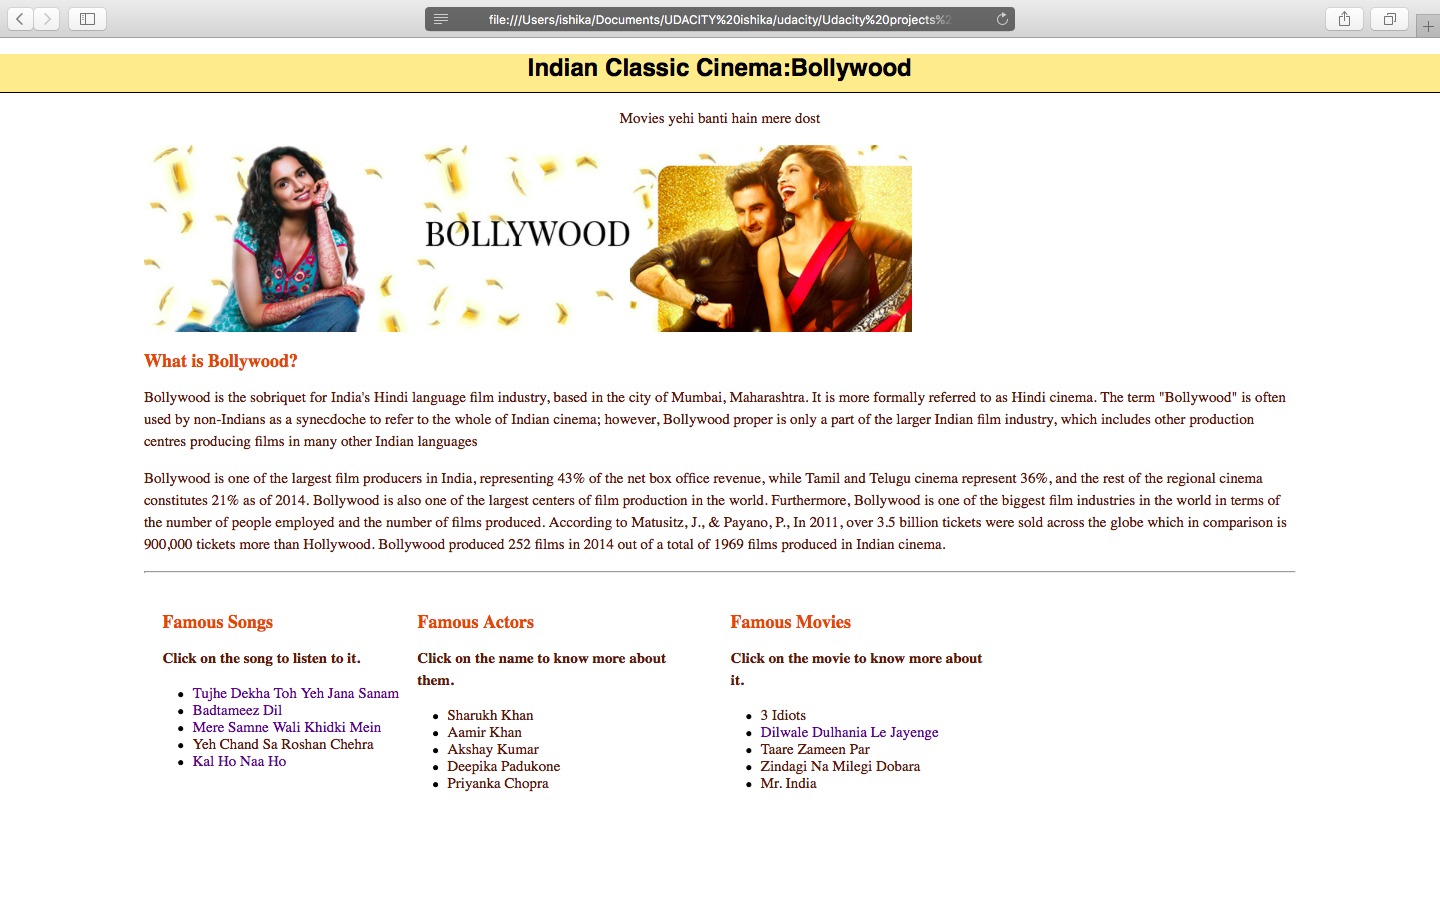 file:///Users/ishika/Documents/UDACITY%20ishika/udacity/Udacity%20projects%2
Indian Classic Cinema:Bollywood
Movies yehi banti hain mere dost
BOLLYWOOD
What is Bollywood?
Bollywood is the sobriquet for India's Hindi language film industry, based in the city of Mumbai, Maharashtra. It is more formally referred to as Hindi cinema. The term "Bollywood" is often
used by non-Indians as a synecdoche to refer to the whole of Indian cinema; however, Bollywood proper is only a part of the larger Indian film industry, which includes other production
centres producing films in many other Indian languages
Bollywood is one of the largest film producers in India, representing 43% of the net box office revenue, while Tamil and Telugu cinema represent 36%, and the rest of the regional cinema
constitutes 21% as of 2014. Bollywood is also one of the largest centers of film production in the world. Furthermore, Bollywood is one of the biggest film industries in the world in terms of
the number of people employed and the number of films produced. According to Matusitz, J., & Payano, P., In 2011, over 3.5 billion tickets were sold across the globe which in comparison is
900,000 tickets more than Hollywood. Bollywood produced 252 films in 2014 out of a total of 1969 films produced in Indian cinema.
Famous Songs
Click on the song to listen to it.
Tujhe Dekha Toh Yeh Jana Sanam
Badtameez Dil
Mere Samne Wali Khidki Mein
Yeh Chand Sa Roshan Chehra
Kal Ho Naa Ho
Famous Actors
Click on the name to know more about
them.
Sharukh Khan
Aamir Khan
Akshay Kumar
Deepika Padukone
Priyanka Chopra
Famous Movies
Click on the movie to know more about
it.
3 Idiots
Dilwale Dulhania Le Jayenge
Taare Zameen Par
Zindagi Na Milegi Dobara
Mr. India